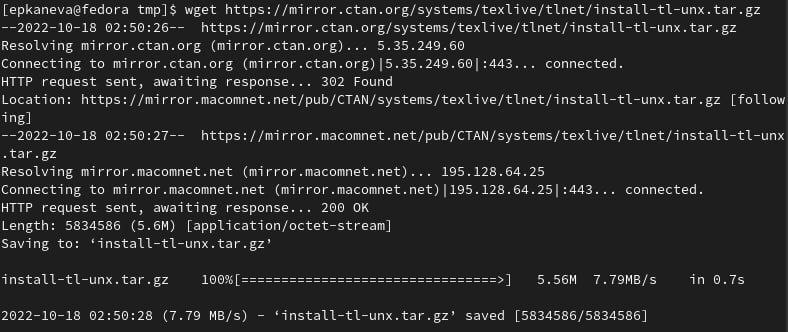 [epkaneva@fedora tmp]$ wget https://mirror.ctan.org/systems/texlive/tlnet/install-tl-unx.tar.gz
--2022-10-18 02:50:26--  https://mirror.ctan.org/systems/texlive/tlnet/install-tl-unx.tar.gz
Resolving mirror.ctan.org (mirror.ctan.org)... 5.35.249.60
Connecting to mirror.ctan.org (mirror.ctan.org)|5.35.249.60|:443... connected.
HTTP request sent, awaiting response... 302 Found
Location: https://mirror.macomnet.net/pub/CTAN/systems/texlive/tlnet/install-tl-unx.tar.gz [follow
ing]
--2022-10-18 02:50:27--  https://mirror.macomnet.net/pub/CTAN/systems/texlive/tlnet/install-tl-unx
.tar.gz
Resolving mirror.macomnet.net (mirror.macomnet.net)... 195.128.64.25
Connecting to mirror.macomnet.net (mirror.macomnet.net)|195.128.64.25|:443... connected.
HTTP request sent, awaiting response... 200 OK
Length: 5834586 (5.6M) [application/octet-stream]
Saving to: ‘install-tl-unx.tar.gz’
install-tl-unx.tar.gz    100%[================================>]   5.56M  7.79MB/s    in 0.7s
2022-10-18 02:50:28 (7.79 MB/s) - ‘install-tl-unx.tar.gz’ saved [5834586/5834586]